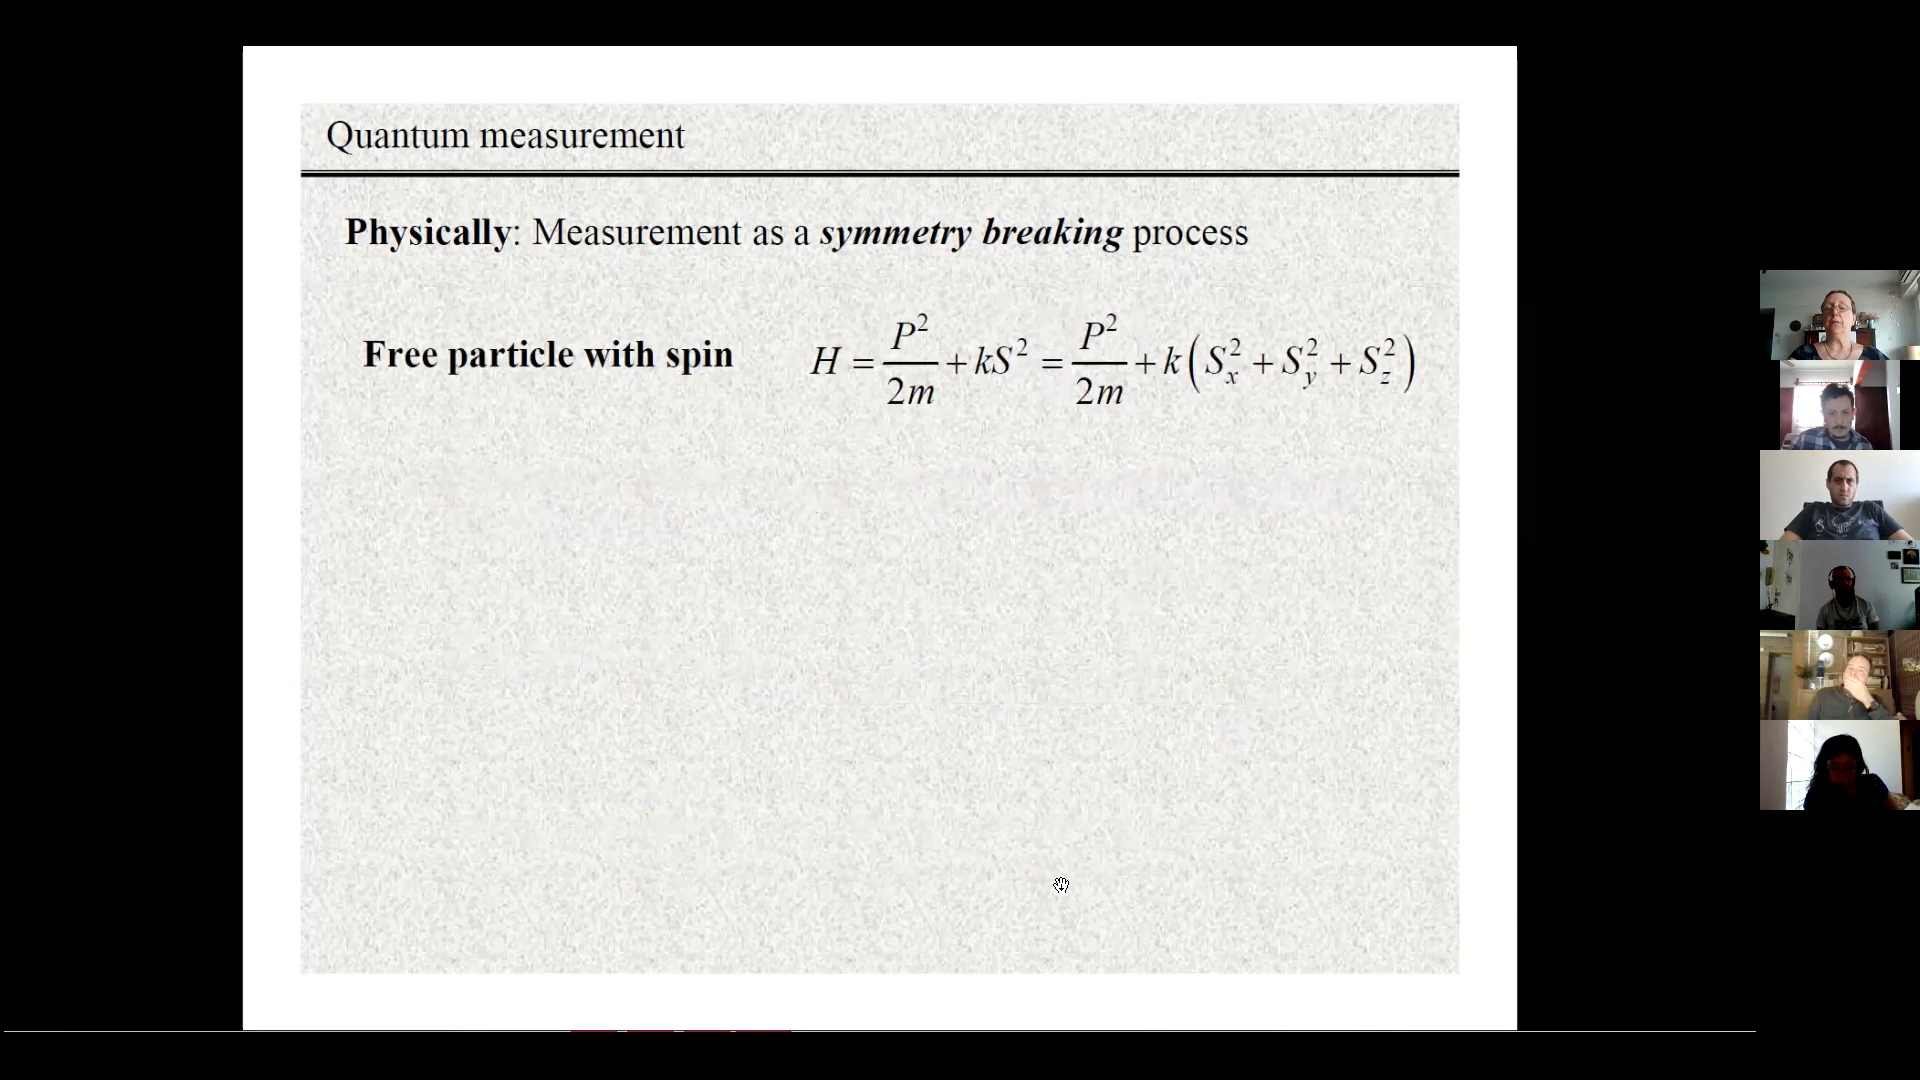 Quantum measurement
Physically: Measurement as a symmetry breaking process
Free particle with spin
H = P²/2m + kS² = P²/2m + k(Sₓ² + S_y² + S_z²)